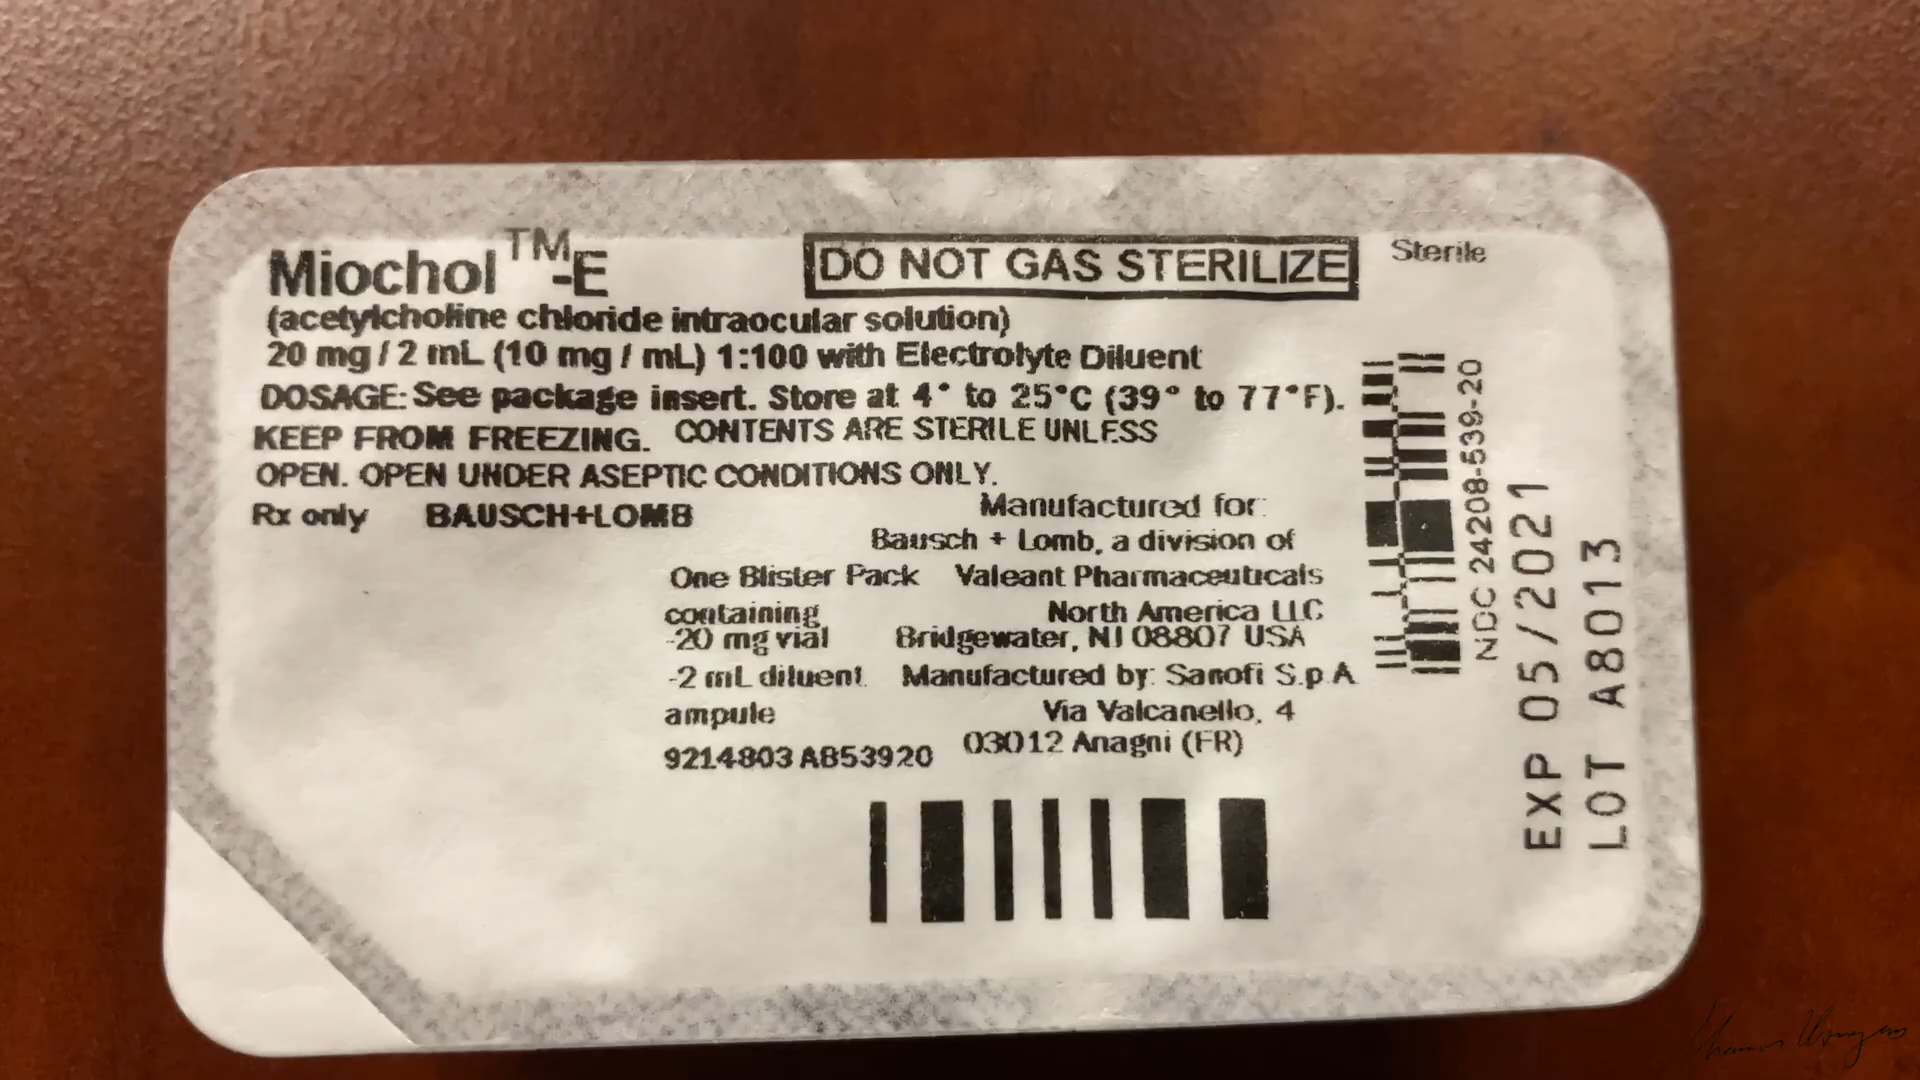 Miochol™-E
DO NOT GAS STERILIZE
Sterile
(acetylcholine chloride intraocular solution)
20 mg / 2 mL (10 mg / mL) 1:100 with Electrolyte Diluent
DOSAGE: See package insert. Store at 4° to 25°C (39° to 77°F).
KEEP FROM FREEZING. CONTENTS ARE STERILE UNLESS
OPEN. OPEN UNDER ASEPTIC CONDITIONS ONLY.
Rx only BAUSCH+LOMB
Manufactured for:
Bausch + Lomb, a division of
Valeant Pharmaceuticals
North America LLC
Bridgewater, NJ 08807 USA
Manufactured by: Sanofi S.p.A
Via Valcanello, 4
03012 Anagni (FR)
One Blister Pack
containing
-20 mg vial
-2 mL diluent
ampule
9214803 AB53920
NDC 24208-539-20
EXP 05/2021
LOT A8013